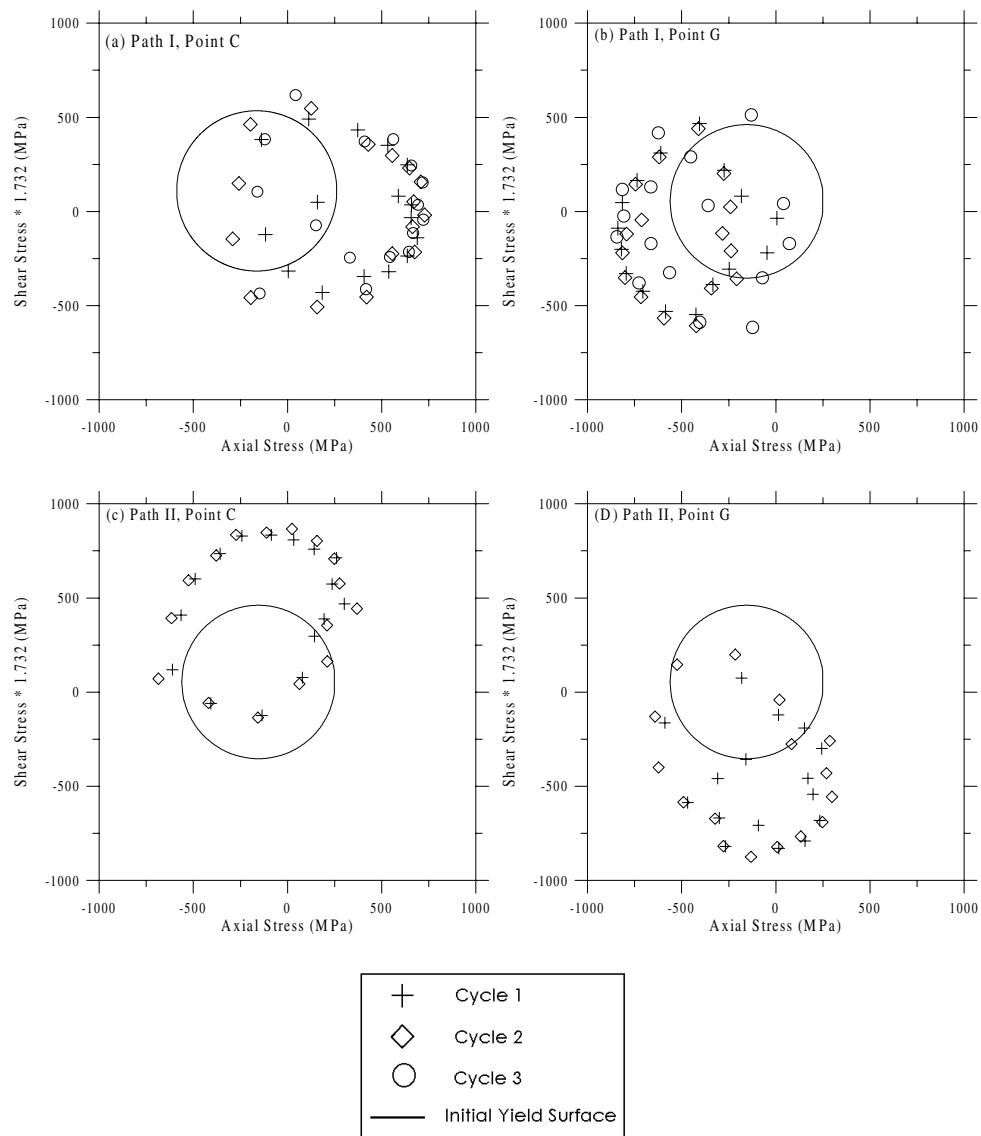 (a) Path I, Point C
1000
500
0
-500
-1000
Shear Stress * 1.732 (MPa)
-1000 -500 0 500 1000
Axial Stress (MPa)
(b) Path I, Point G
1000
500
0
-500
-1000
Shear Stress * 1.732 (MPa)
-1000 -500 0 500 1000
Axial Stress (MPa)
(c) Path II, Point C
1000
500
0
-500
-1000
Shear Stress * 1.732 (MPa)
-1000 -500 0 500 1000
Axial Stress (MPa)
(D) Path II, Point G
1000
500
0
-500
-1000
Shear Stress * 1.732 (MPa)
-1000 -500 0 500 1000
Axial Stress (MPa)
Cycle 1
Cycle 2
Cycle 3
Initial Yield Surface